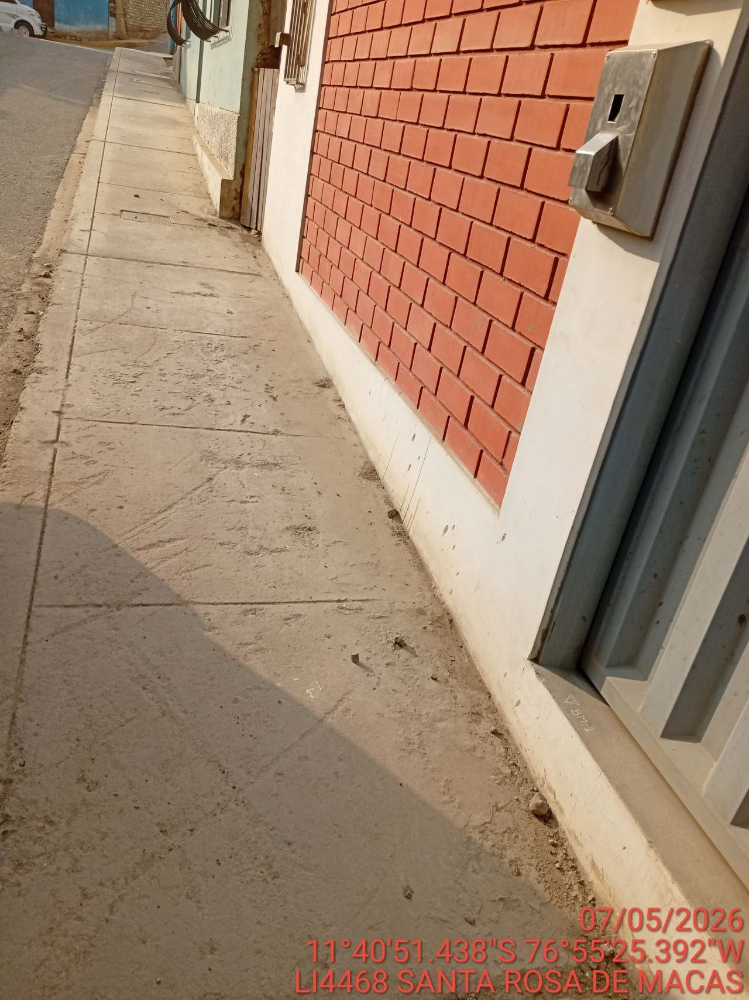 BM-1
07/05/2026
11°40'51.438"S 76°55'25.392"W
LI4468 SANTA ROSA DE MACAS